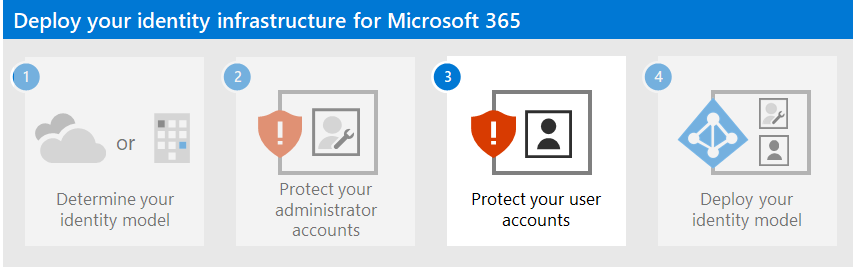 Deploy your identity infrastructure for Microsoft 365
1
or
Determine your
identity model
2
Protect your
administrator
accounts
3
Protect your user
accounts
4
Deploy your
identity model